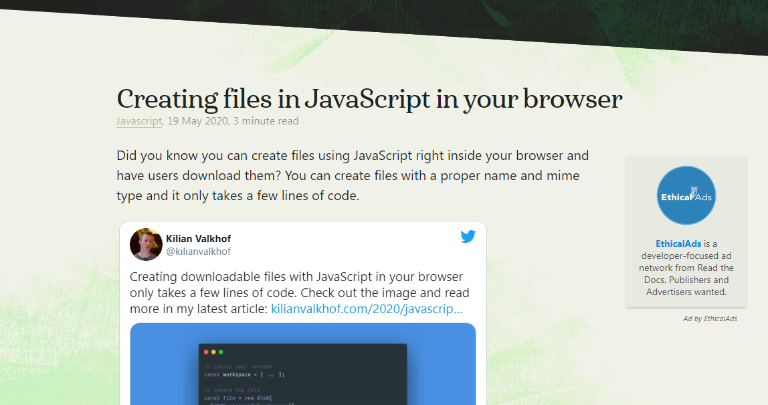 Creating files in JavaScript in your browser
Javascript, 19 May 2020, 3 minute read
Did you know you can create files using JavaScript right inside your browser and
have users download them? You can create files with a proper name and mime
type and it only takes a few lines of code.
Kilian Valkhof
@kilianvalkhof
Creating downloadable files with JavaScript in your browser
only takes a few lines of code. Check out the image and read
more in my latest article: kilianvalkhof.com/2020/javascrip...
// create your content
const workspace = { ... };
// create the file
const file = new Blob(
EthicalAds
EthicalAds is a
developer-focused ad
network from Read the
Docs. Publishers and
Advertisers wanted.
Ad by EthicalAds